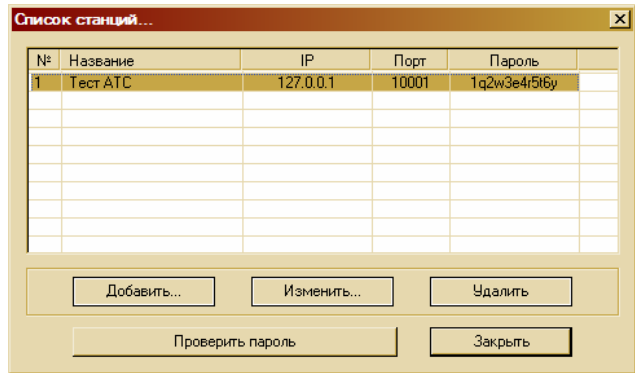 Список станций...
№ Название IP Порт Пароль
1 Тест АТС 127.0.0.1 10001 1q2w3e4r5t6y
Добавить... Изменить... Удалить
Проверить пароль Закрыть